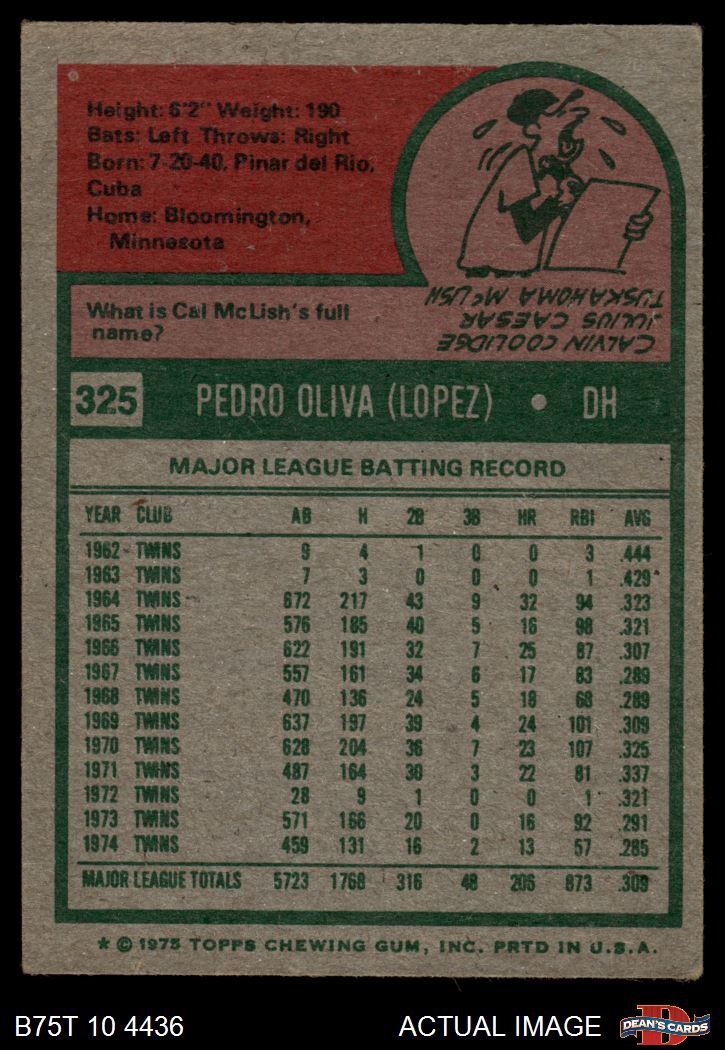 Height: 6'2" Weight: 190
Bats: Left Throws: Right
Born: 7-20-40, Pinar del Rio,
Cuba
Home: Bloomington,
Minnesota
What is Cal McLish's full
name?
CALVIN COOLIDGE
JULIUS CAESAR
TUSKAHOMA McLISH
325 PEDRO OLIVA (LOPEZ) • DH
MAJOR LEAGUE BATTING RECORD
YEAR CLUB AB H 2B 3B HR RBI AVG
1962 TWINS 9 4 1 0 0 3 .444
1963 TWINS 7 3 0 0 0 1 .429
1964 TWINS 672 217 43 9 32 94 .323
1965 TWINS 576 185 40 5 16 98 .321
1966 TWINS 622 191 32 7 25 87 .307
1967 TWINS 557 161 34 6 17 83 .289
1968 TWINS 470 136 24 5 18 68 .289
1969 TWINS 637 197 39 4 24 101 .309
1970 TWINS 628 204 36 7 23 107 .325
1971 TWINS 487 164 30 3 22 81 .337
1972 TWINS 28 9 1 0 0 1 .321
1973 TWINS 571 166 20 0 16 92 .291
1974 TWINS 459 131 16 2 13 57 .285
MAJOR LEAGUE TOTALS 5723 1768 316 48 206 873 .309
* © 1975 TOPPS CHEWING GUM, INC. PRTD IN U.S.A.
B75T 10 4436 ACTUAL IMAGE D DEAN'S CARDS